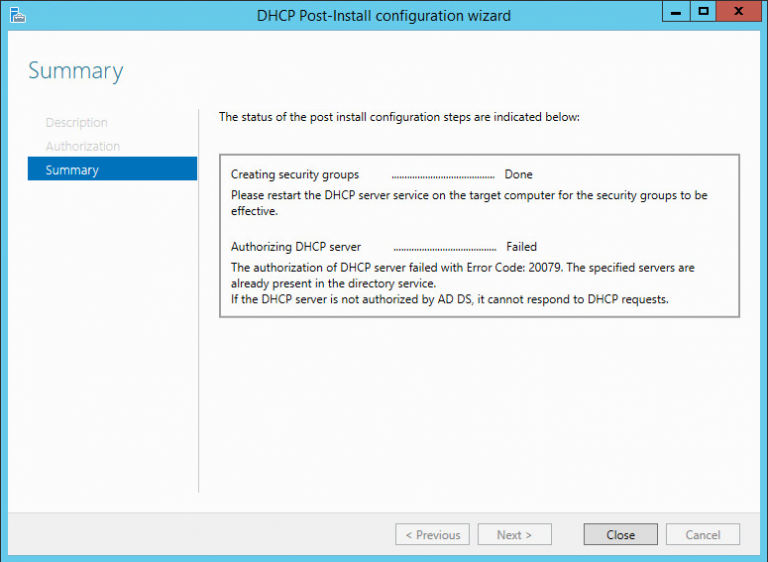 DHCP Post-Install configuration wizard
Summary
Description
Authorization
Summary
The status of the post install configuration steps are indicated below:
Creating security groups ........................................ Done
Please restart the DHCP server service on the target computer for the security groups to be
effective.
Authorizing DHCP server ........................................ Failed
The authorization of DHCP server failed with Error Code: 20079. The specified servers are
already present in the directory service.
If the DHCP server is not authorized by AD DS, it cannot respond to DHCP requests.
< Previous Next > Close Cancel